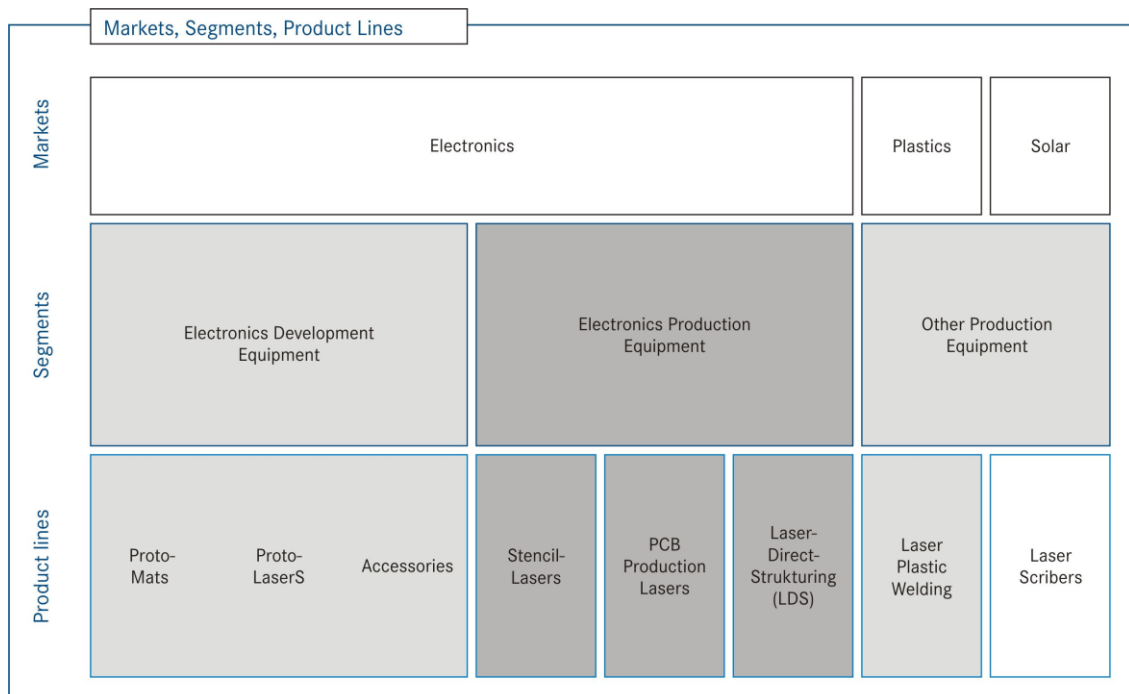 Markets, Segments, Product Lines
Markets
Electronics
Plastics
Solar
Segments
Electronics Development
Equipment
Electronics Production
Equipment
Other Production
Equipment
Product lines
Proto-
Mats
Proto-
LaserS
Accessories
Stencil-
Lasers
PCB
Production
Lasers
Laser-
Direct-
Strukturing
(LDS)
Laser
Plastic
Welding
Laser
Scribers